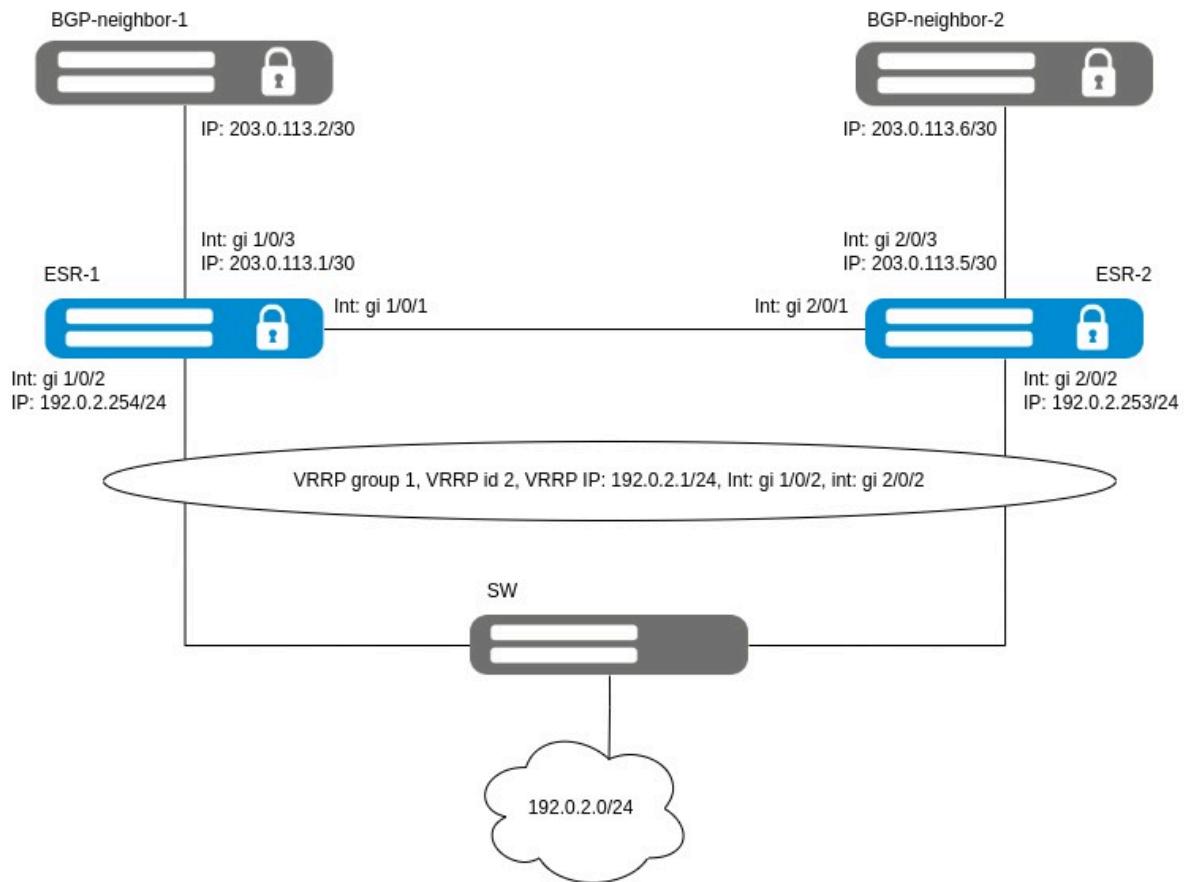 BGP-neighbor-1
BGP-neighbor-2
IP: 203.0.113.2/30
IP: 203.0.113.6/30
Int: gi 1/0/3
IP: 203.0.113.1/30
Int: gi 2/0/3
IP: 203.0.113.5/30
ESR-1
ESR-2
Int: gi 1/0/1
Int: gi 2/0/1
Int: gi 1/0/2
IP: 192.0.2.254/24
Int: gi 2/0/2
IP: 192.0.2.253/24
VRRP group 1, VRRP id 2, VRRP IP: 192.0.2.1/24, Int: gi 1/0/2, int: gi 2/0/2
SW
192.0.2.0/24